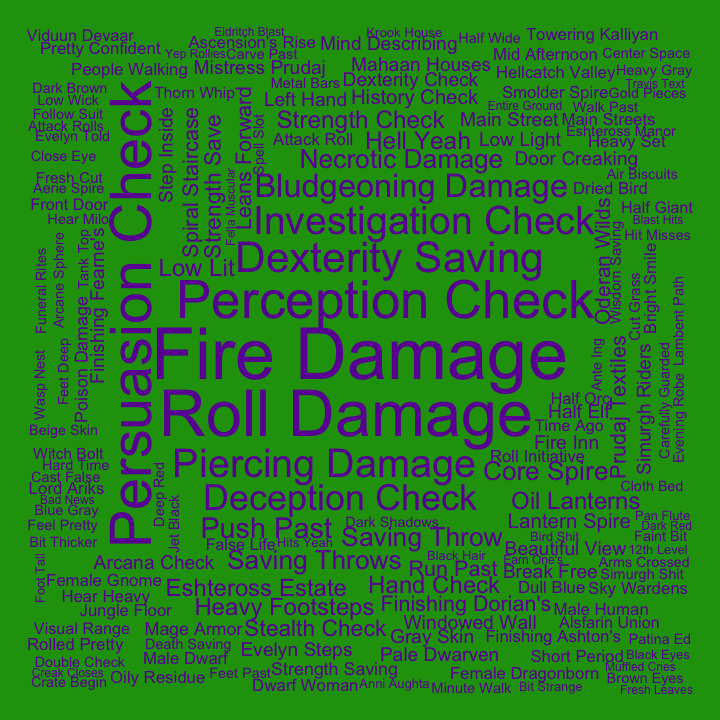 Eldritch Blast
Krook House
Viduun Devaar
Ascension's Rise
Mind Describing
Half Wide
Towering Kalliyan
Pretty Confident
Yep Rollies
Carve Past
Mid Afternoon
Center Space
People Walking
Mistress Prudaj
Mahaan Houses
Hellcatch Valley
Heavy Gray
Metal Bars
Dexterity Check
Travis Text
Dark Brown
Thorn Whip
Left Hand
History Check
Smolder Spire
Gold Pieces
Low Wick
Entire Ground
Walk Past
Follow Suit
Strength Check
Main Street
Main Streets
Attack Rolls
Eshteross Manor
Evelyn Told
Attack Roll
Hell Yeah
Low Light
Heavy Set
Close Eye
Necrotic Damage
Door Creaking
Persuasion Check
Step Inside
Spiral Staircase
Strength Save
Leans Forward
Spell Slot
Fella Muscular
Air Biscuits
Fresh Cut
Aerie Spire
Bludgeoning Damage
Dried Bird
Front Door
Half Giant
Hear Milo
Investigation Check
Blast Hits
Hit Misses
Oderan Wilds
Wisdom Saving
Cut Grass
Bright Smile
Funeral Rites
Arcane Sphere
Tank Top
Finishing Fearne's
Dexterity Saving
Low Lit
Perception Check
Wasp Nest
Feet Deep
Poison Damage
Lambent Path
Fire Damage
Ante Ing
Prudaj Textiles
Simurgh Riders
Carefully Guarded
Evening Robe
Beige Skin
Roll Damage
Half Orc
Half Elf
Time Ago
Witch Bolt
Fire Inn
Hard Time
Piercing Damage
Roll Initiative
Cast False
Core Spire
Lord Ariks
Deep Red
Cloth Bed
Bad News
Deception Check
Oil Lanterns
Blue Gray
Jet Black
Pan Flute
Feel Pretty
Push Past
Dark Shadows
Lantern Spire
Dark Red
Bit Thicker
Saving Throw
Bird Shit
Faint Bit
False Life
Hits Yeah
Beautiful View
12th Level
Foot Tall
Arcana Check
Saving Throws
Black Hair
Earn One's
Arms Crossed
Run Past
Break Free
Simurgh Shit
Female Gnome
Eshteross Estate
Hand Check
Dull Blue
Sky Wardens
Hear Heavy
Jungle Floor
Heavy Footsteps
Finishing Dorian's
Male Human
Visual Range
Mage Armor
Stealth Check
Windowed Wall
Alsfarin Union
Rolled Pretty
Death Saving
Evelyn Steps
Gray Skin
Finishing Ashton's
Patina Ed
Double Check
Male Dwarf
Pale Dwarven
Short Period
Black Eyes
Creak Closes
Oily Residue
Feet Past
Strength Saving
Female Dragonborn
Muffled Cries
Crate Begin
Dwarf Woman
Anni Aughta
Minute Walk
Bit Strange
Brown Eyes
Fresh Leaves